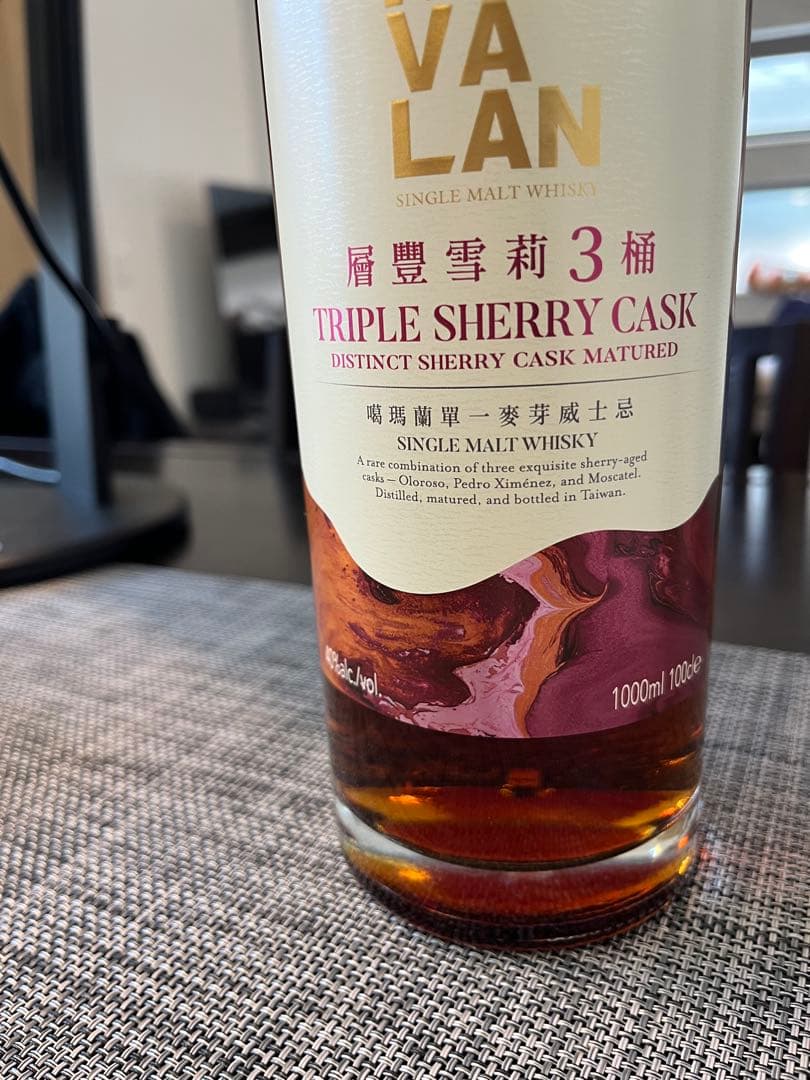 VA
LAN
SINGLE MALT WHISKY
層豐雪莉3桶
TRIPLE SHERRY CASK
DISTINCT SHERRY CASK MATURED
噶瑪蘭單一麥芽威士忌
SINGLE MALT WHISKY
A rare combination of three exquisite sherry-aged
casks — Oloroso, Pedro Ximénez, and Moscatel.
Distilled, matured, and bottled in Taiwan.
40%alc./vol.
1000ml 100cle